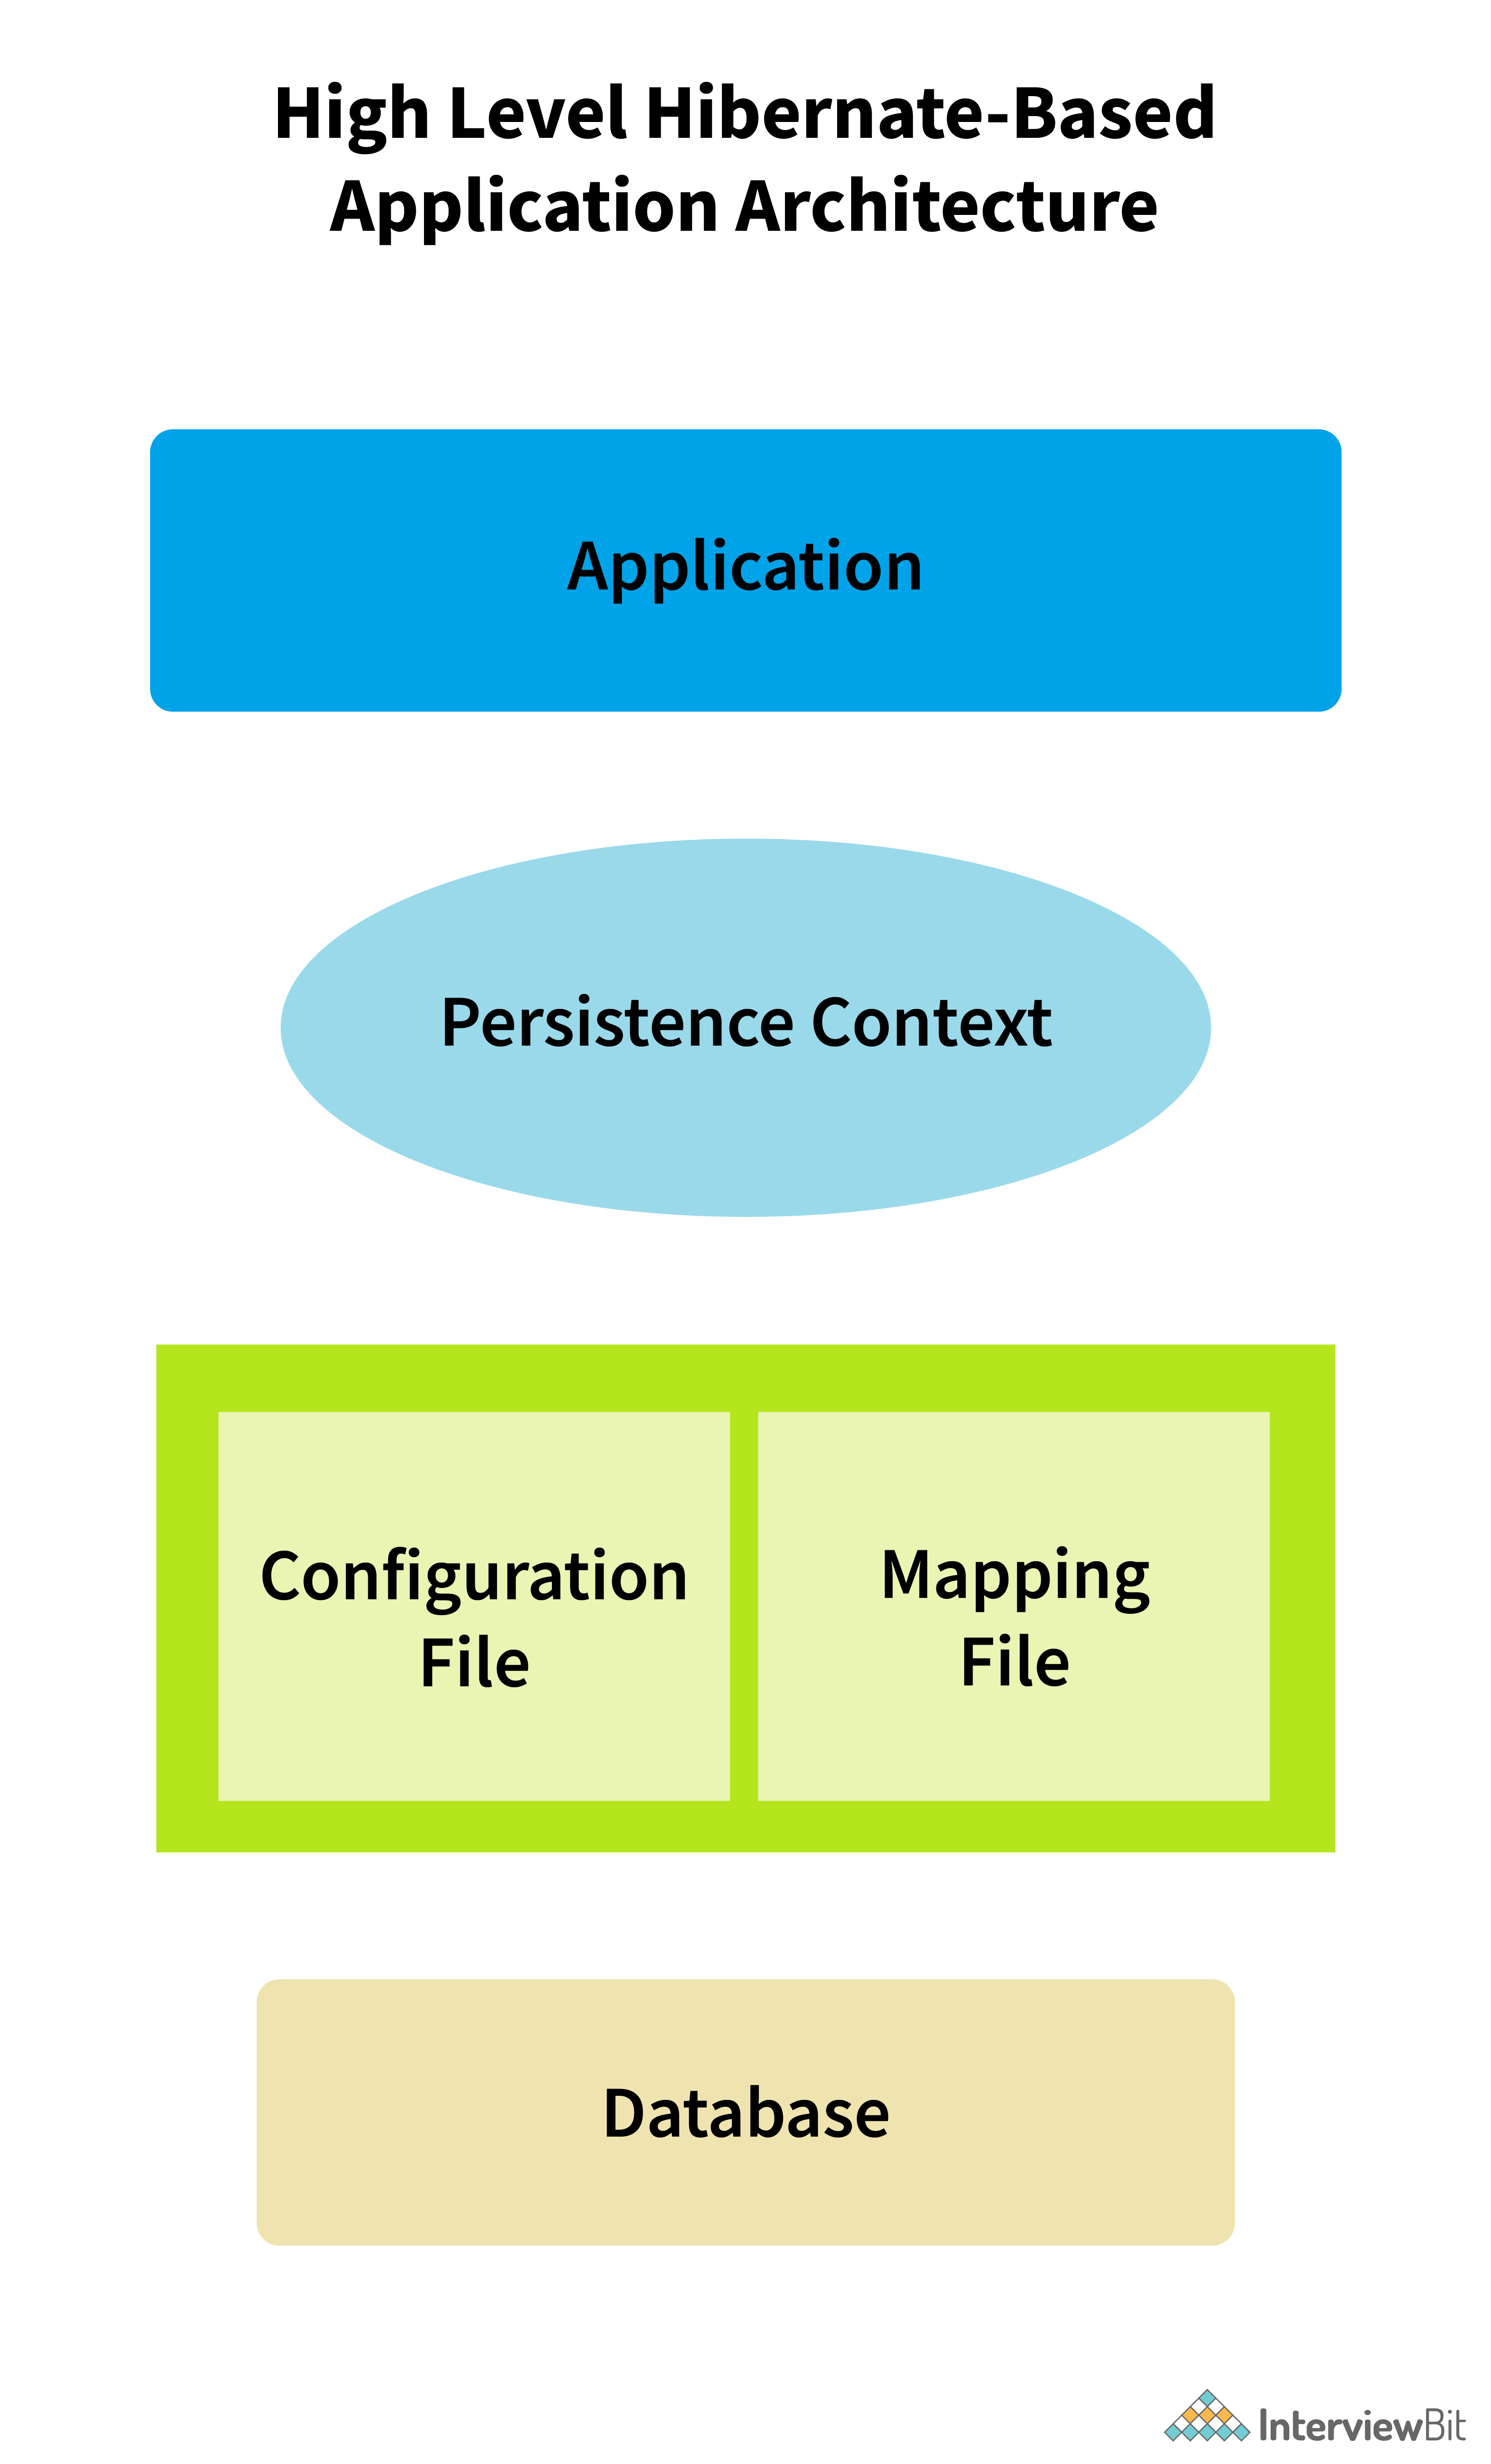 High Level Hibernate-Based
Application Architecture
Application
Persistence Context
Configuration
File
Mapping
File
Database
InterviewBit